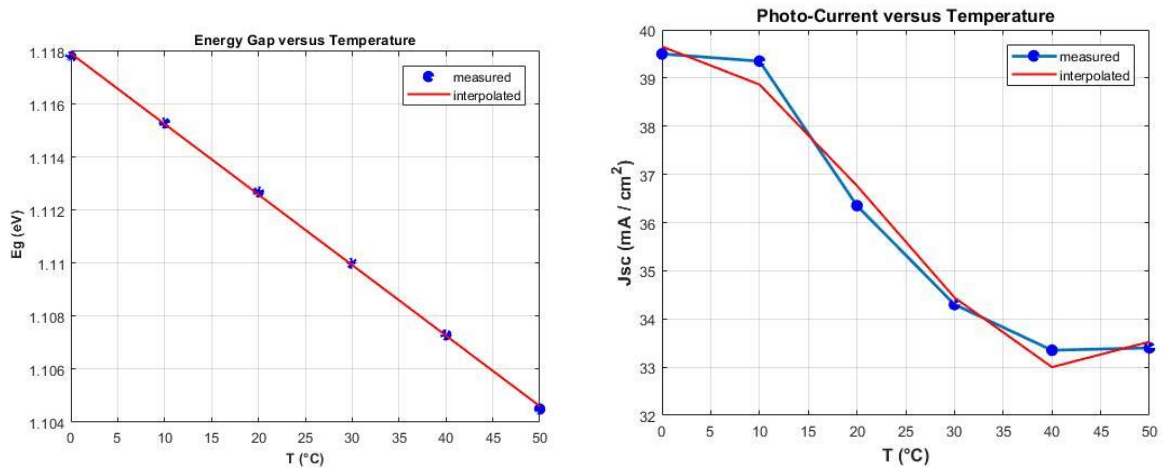 Energy Gap versus Temperature
measured
interpolated
1.118
1.116
1.114
1.112
1.11
1.108
1.106
1.104
Eg (eV)
0 5 10 15 20 25 30 35 40 45 50
T (°C)
Photo-Current versus Temperature
measured
interpolated
40
39
38
37
36
35
34
33
32
Jsc (mA / cm²)
0 5 10 15 20 25 30 35 40 45 50
T (°C)